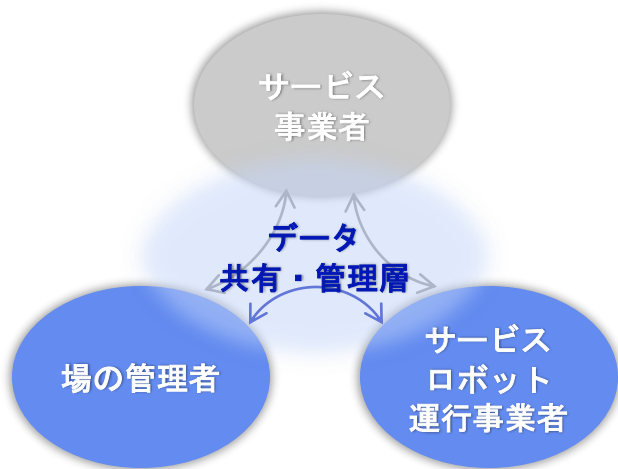 サービス
事業者
データ
共有・管理層
場の管理者
サービス
ロボット
運行事業者